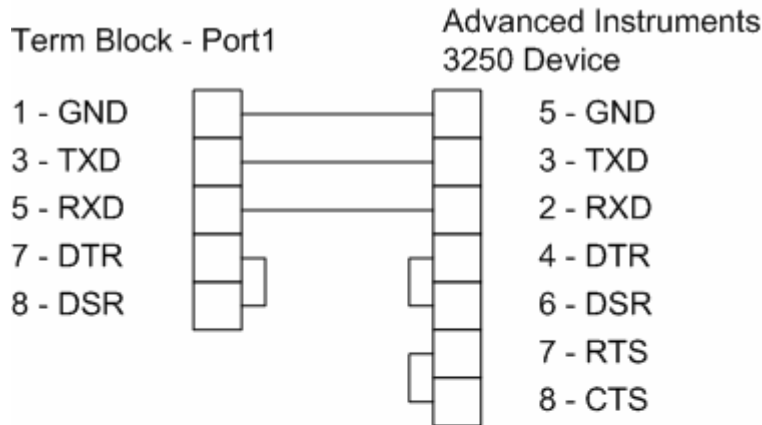 Term Block - Port1
Advanced Instruments
3250 Device
1 - GND
3 - TXD
5 - RXD
7 - DTR
8 - DSR
5 - GND
3 - TXD
2 - RXD
4 - DTR
6 - DSR
7 - RTS
8 - CTS